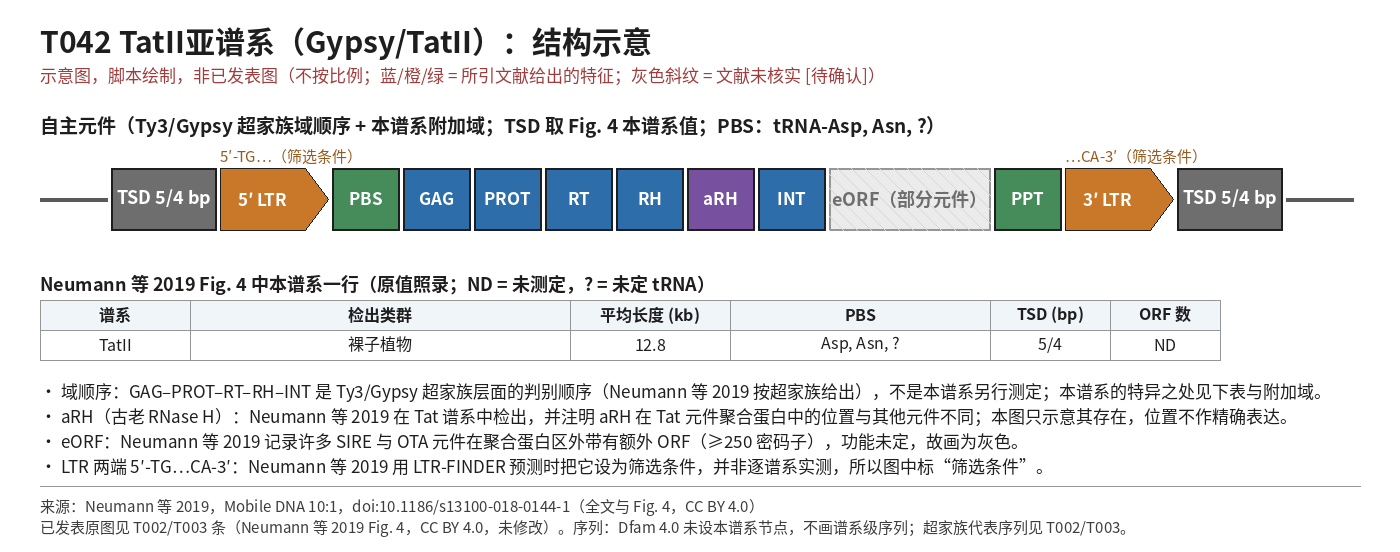 T042 TatII亚谱系（Gypsy/TatII）：结构示意
示意图，脚本绘制，非已发表图（不按比例；蓝/橙/绿 = 所引文献给出的特征；灰色斜纹 = 文献未核实 [待确认]）
自主元件（Ty3/Gypsy 超家族域顺序 + 本谱系附加域；TSD 取 Fig. 4 本谱系值；PBS：tRNA-Asp, Asn, ?）
5′-TG…（筛选条件） …CA-3′（筛选条件）
TSD 5/4 bp 5′ LTR PBS GAG PROT RT RH aRH INT eORF（部分元件） PPT 3′ LTR TSD 5/4 bp
Neumann 等 2019 Fig. 4 中本谱系一行（原值照录；ND = 未测定，? = 未定 tRNA）
谱系 检出类群 平均长度 (kb) PBS TSD (bp) ORF 数
TatII 裸子植物 12.8 Asp, Asn, ? 5/4 ND
・ 域顺序：GAG–PROT–RT–RH–INT 是 Ty3/Gypsy 超家族层面的判别顺序（Neumann 等 2019 按超家族给出），不是本谱系另行测定；本谱系的特异之处见下表与附加域。
・ aRH（古老 RNase H）：Neumann 等 2019 在 Tat 谱系中检出，并注明 aRH 在 Tat 元件聚合蛋白中的位置与其他元件不同；本图只示意其存在，位置不作精确表达。
・ eORF：Neumann 等 2019 记录许多 SIRE 与 OTA 元件在聚合蛋白区外带有额外 ORF（≥250 密码子），功能未定，故画为灰色。
・ LTR 两端 5′-TG…CA-3′：Neumann 等 2019 用 LTR-FINDER 预测时把它设为筛选条件，并非逐谱系实测，所以图中标“筛选条件”。
来源：Neumann 等 2019，Mobile DNA 10:1，doi:10.1186/s13100-018-0144-1（全文与 Fig. 4，CC BY 4.0）
已发表原图见 T002/T003 条（Neumann 等 2019 Fig. 4，CC BY 4.0，未修改）。序列：Dfam 4.0 未设本谱系节点，不画谱系级序列；超家族代表序列见 T002/T003。